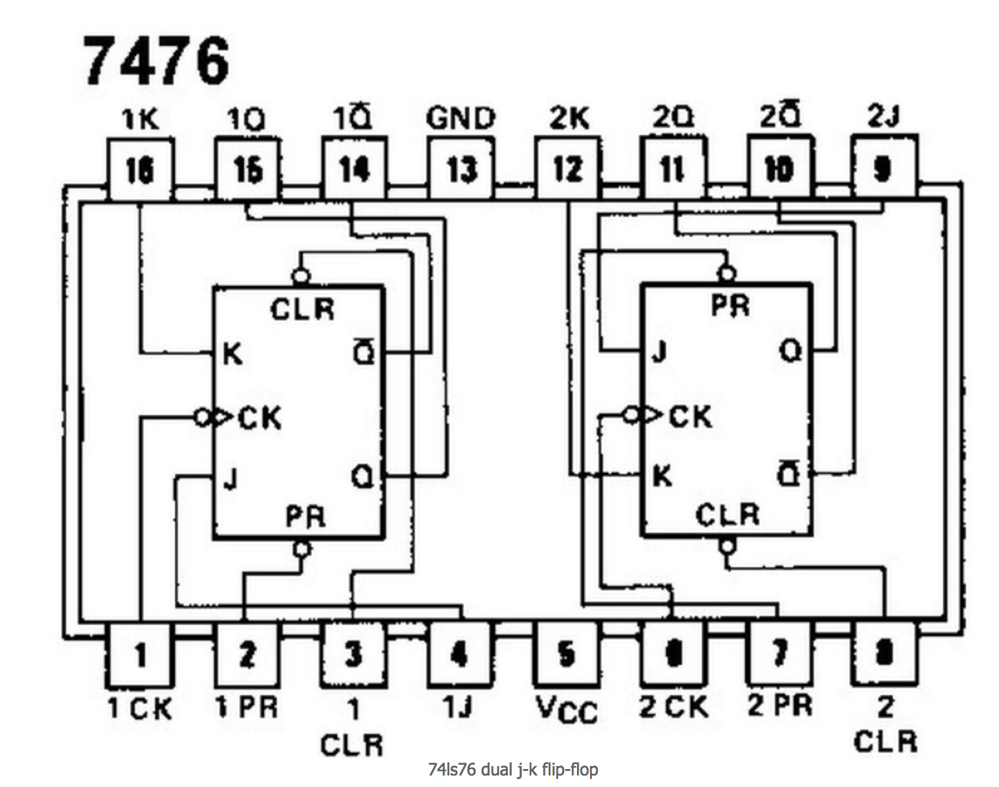 7476
1K 1Q 1Q̅ GND 2K 2Q 2Q̅ 2J
16 15 14 13 12 11 10 9
CLR PR
K Q̅ J Q
CK CK
J Q K Q̅
PR CLR
1 2 3 4 5 6 7 8
1 CK 1 PR 1 1J VCC 2 CK 2 PR 2
CLR CLR
74ls76 dual j-k flip-flop